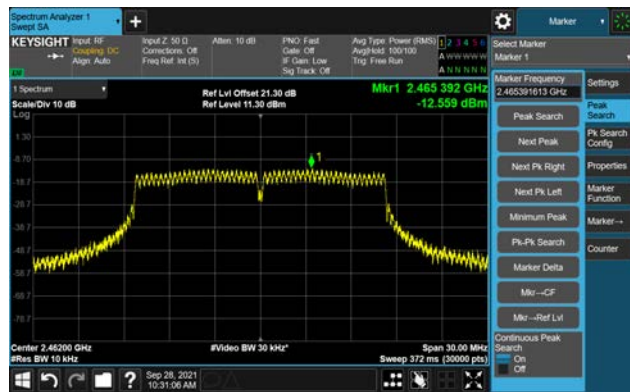 Spectrum Analyzer 1
Swept SA
+
Marker
KEYSIGHT
Input: RF
Coupling: DC
Align: Auto
Input Z: 50 Ω
Corrections: Off
Freq Ref: Int (S)
Atten: 10 dB
PNO: Fast
Gate: Off
IF Gain: Low
Sig Track: Off
Avg Type: Power (RMS)
Avg|Hold: 100/100
Trig: Free Run
1 2 3 4 5 6
A W W W W W
A N N N N N
Select Marker
Marker 1
1 Spectrum
Scale/Div 10 dB
Log
Ref Lvl Offset 21.30 dB
Ref Level 11.30 dBm
Mkr1 2.465 392 GHz
-12.559 dBm
1.30
-8.70
-18.7
-28.7
-38.7
-48.7
-58.7
-68.7
-78.7
1
Center 2.46200 GHz
#Res BW 10 kHz
#Video BW 30 kHz*
Span 30.00 MHz
Sweep 372 ms (30000 pts)
Marker Frequency
2.465391613 GHz
Peak Search
Next Peak
Next Pk Right
Next Pk Left
Minimum Peak
Pk-Pk Search
Marker Delta
Mkr→CF
Mkr→Ref Lvl
Continuous Peak
Search
On
Off
Settings
Peak
Search
Pk Search
Config
Properties
Marker
Function
Marker→
Counter
?
Sep 28, 2021
10:31:06 AM